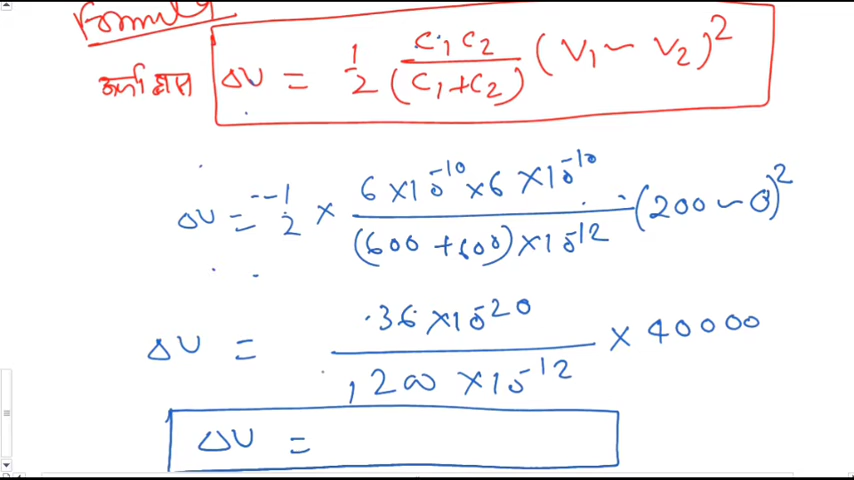 Formula
ऊर्जा ह्रास ΔU = 1/2 C1C2/(C1+C2) (V1 ~ V2)^2
ΔU = 1/2 × 6×10^-10 × 6×10^-10/(600+600)×10^-12 (200 ~ 0)^2
ΔU = 36×10^-20/1200×10^-12 × 40000
ΔU =